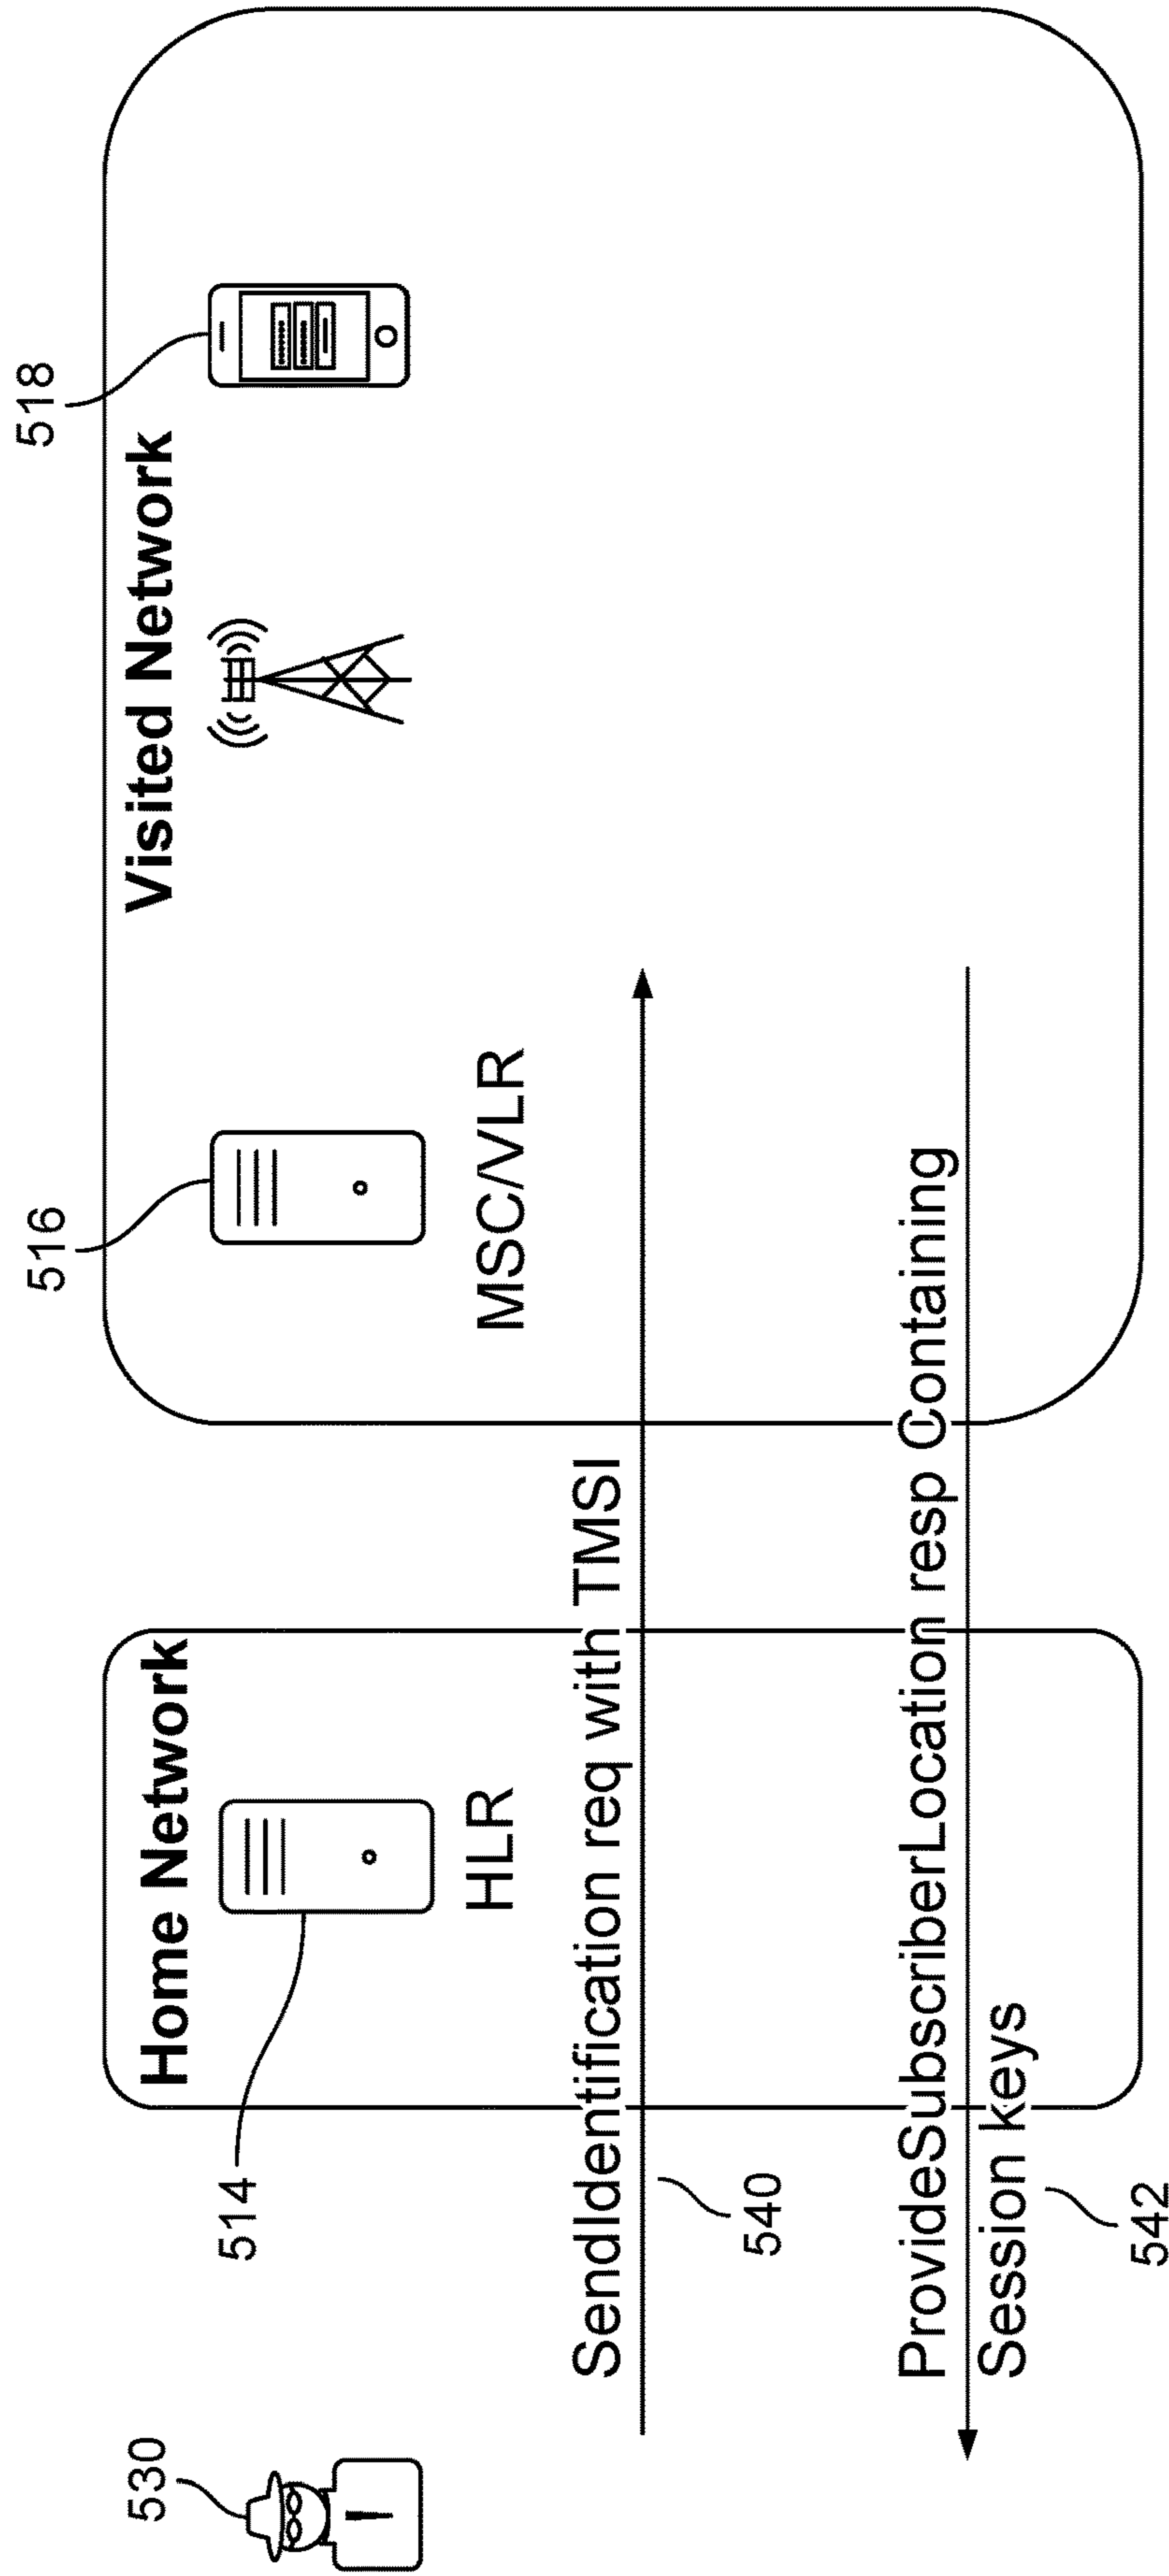 530
514
516
518
Home Network
Visited Network
HLR
MSC/VLR
SendIdentification req with TMSI
540
ProvideSubscriberLocation resp Containing
Session keys
542